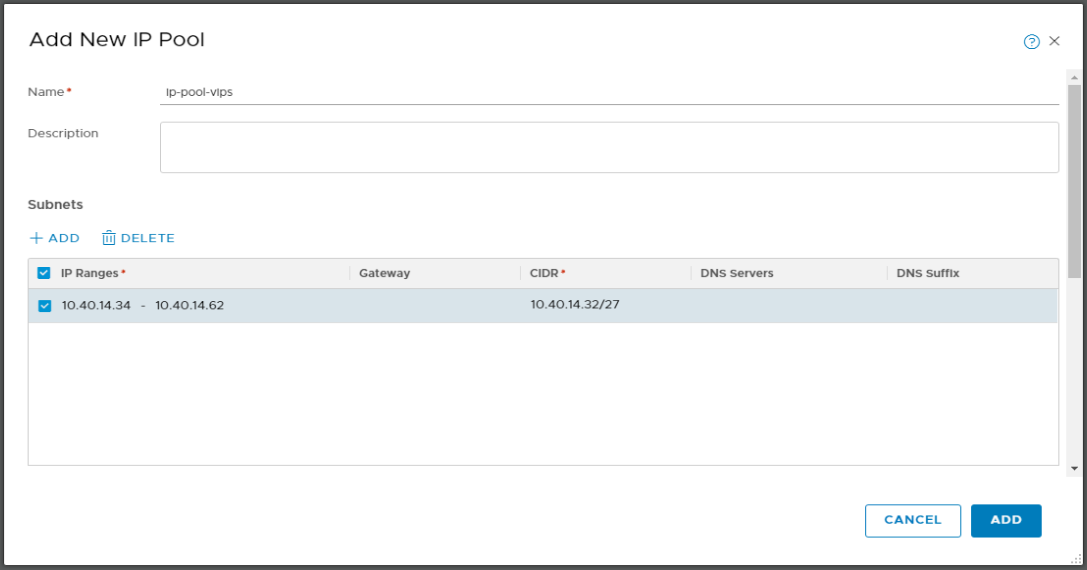 Add New IP Pool
Name*
ip-pool-vips
Description
Subnets
+ ADD DELETE
IP Ranges* Gateway CIDR* DNS Servers DNS Suffix
10.40.14.34 - 10.40.14.62 10.40.14.32/27
CANCEL ADD